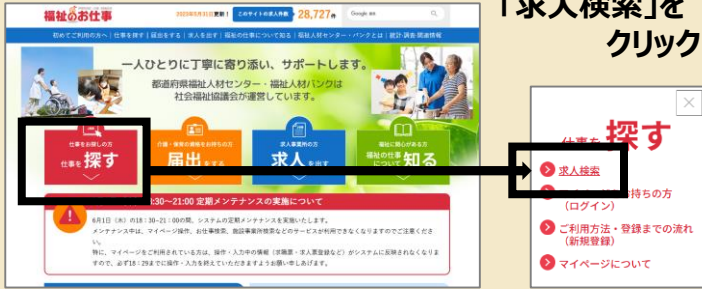 「求人検索」を
クリック
福祉のお仕事
2023年5月31日更新!
このサイトの求人件数 28,727件
Google 検索
初めてご利用の方へ | 仕事を探す | 届出をする | 求人を出す | 福祉の仕事について知る | 福祉人材センター・バンクとは | 統計・調査・関連情報
一人ひとりに丁寧に寄り添い、サポートします。
都道府県福祉人材センター・福祉人材バンクは
社会福祉協議会が運営しています。
仕事をお探しの方
仕事を 探す
介護・保育の資格をお持ちの方
届出 をする
求人事業所の方
求人 を出す
福祉に関心がある方
福祉の仕事について 知る
:30~21:00 定期メンテナンスの実施について
6月1日(木)の18:30~21:00の間、システムの定期メンテナンスを実施いたします。
メンテナンス中は、マイページ操作、お仕事検索、施設事業所検索などのサービスが利用できなくなりますのでご注意くださ
い。
特に、マイページをご利用されている方は、操作・入力中の情報(求職票・求人票登録など)がシステムに反映されなくなりま
すので、必ず18:29までに操作・入力を終えていただきますようお願い申しあげます。
仕事を 探す
求人検索
持ちの方
(ログイン)
ご利用方法・登録までの流れ
(新規登録)
マイページについて